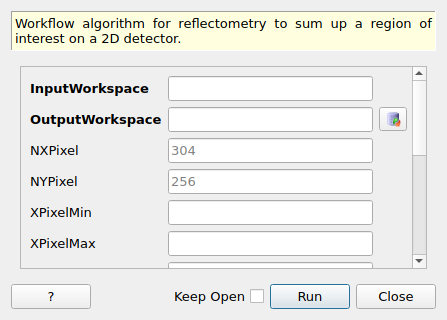 Workflow algorithm for reflectometry to sum up a region of
interest on a 2D detector.
InputWorkspace
OutputWorkspace
NXPixel 304
NYPixel 256
XPixelMin
XPixelMax
? Keep Open Run Close